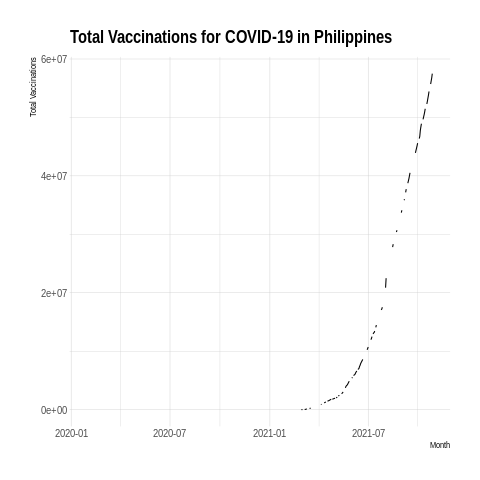 Total Vaccinations for COVID-19 in Philippines
Total Vaccinations
6e+07
4e+07
2e+07
0e+00
2020-01 2020-07 2021-01 2021-07
Month